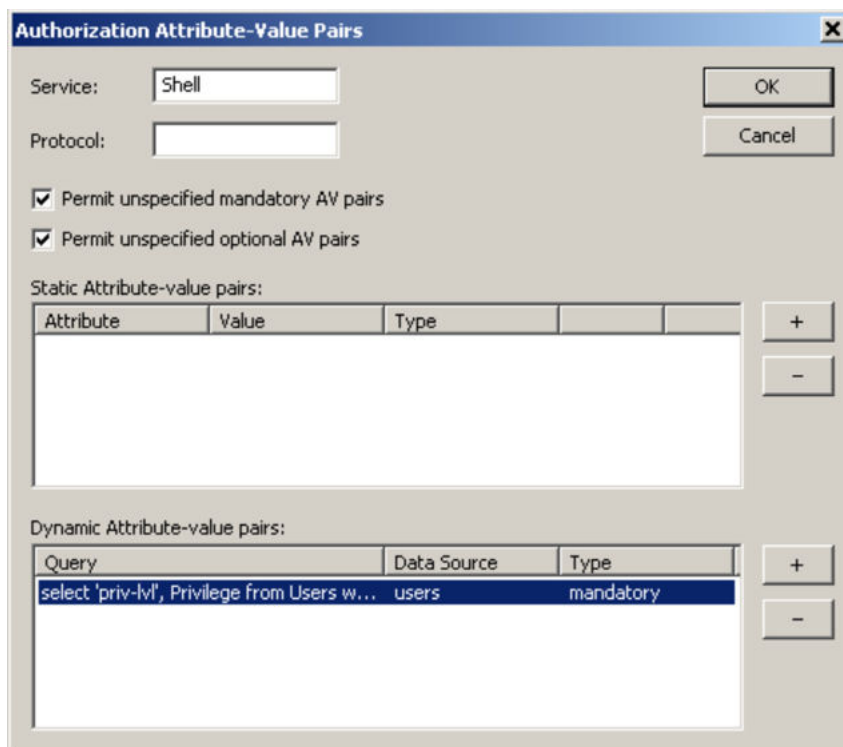 Authorization Attribute-Value Pairs
Service: Shell OK
Protocol: Cancel
Permit unspecified mandatory AV pairs
Permit unspecified optional AV pairs
Static Attribute-value pairs:
Attribute Value Type +
-
Dynamic Attribute-value pairs:
Query Data Source Type +
select 'priv-lvl', Privilege from Users w... users mandatory
-